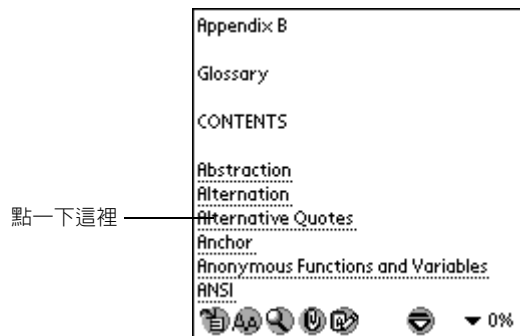 Appendix B
Glossary
CONTENTS
Abstraction
Alternation
點一下這裡
Alternative Quotes
Anchor
Anonymous Functions and Variables
ANSI
0%